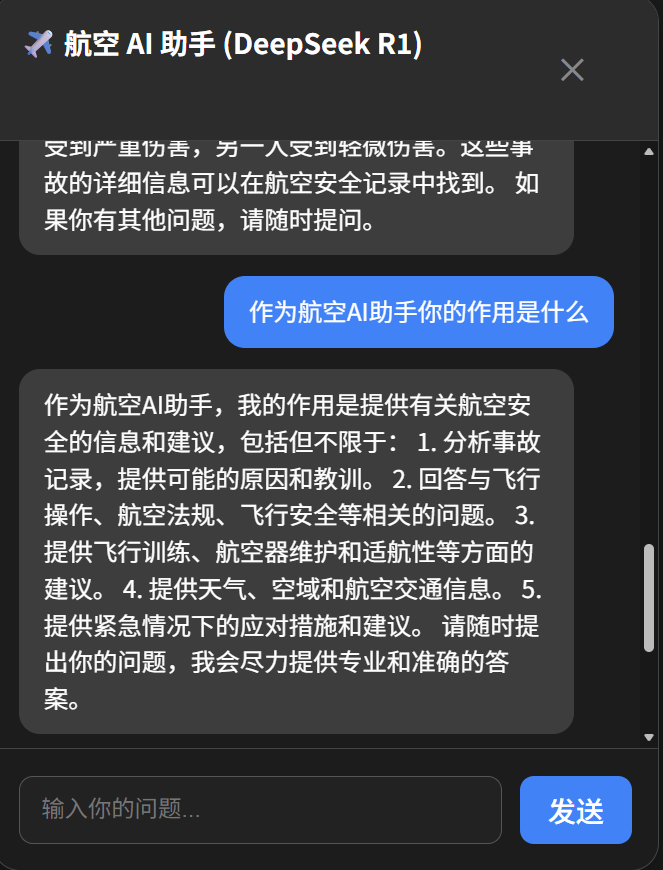 航空 AI 助手 (DeepSeek R1)
受到严重伤害，另一人受到轻微伤害。这些事
故的详细信息可以在航空安全记录中找到。 如
果你有其他问题，请随时提问。
作为航空AI助手你的作用是什么
作为航空AI助手，我的作用是提供有关航空安
全的信息和建议，包括但不限于： 1. 分析事故
记录，提供可能的原因和教训。 2. 回答与飞行
操作、航空法规、飞行安全等相关的问题。 3.
提供飞行训练、航空器维护和适航性等方面的
建议。 4. 提供天气、空域和航空交通信息。 5.
提供紧急情况下的应对措施和建议。 请随时提
出你的问题，我会尽力提供专业和准确的答
案。
输入你的问题...
发送